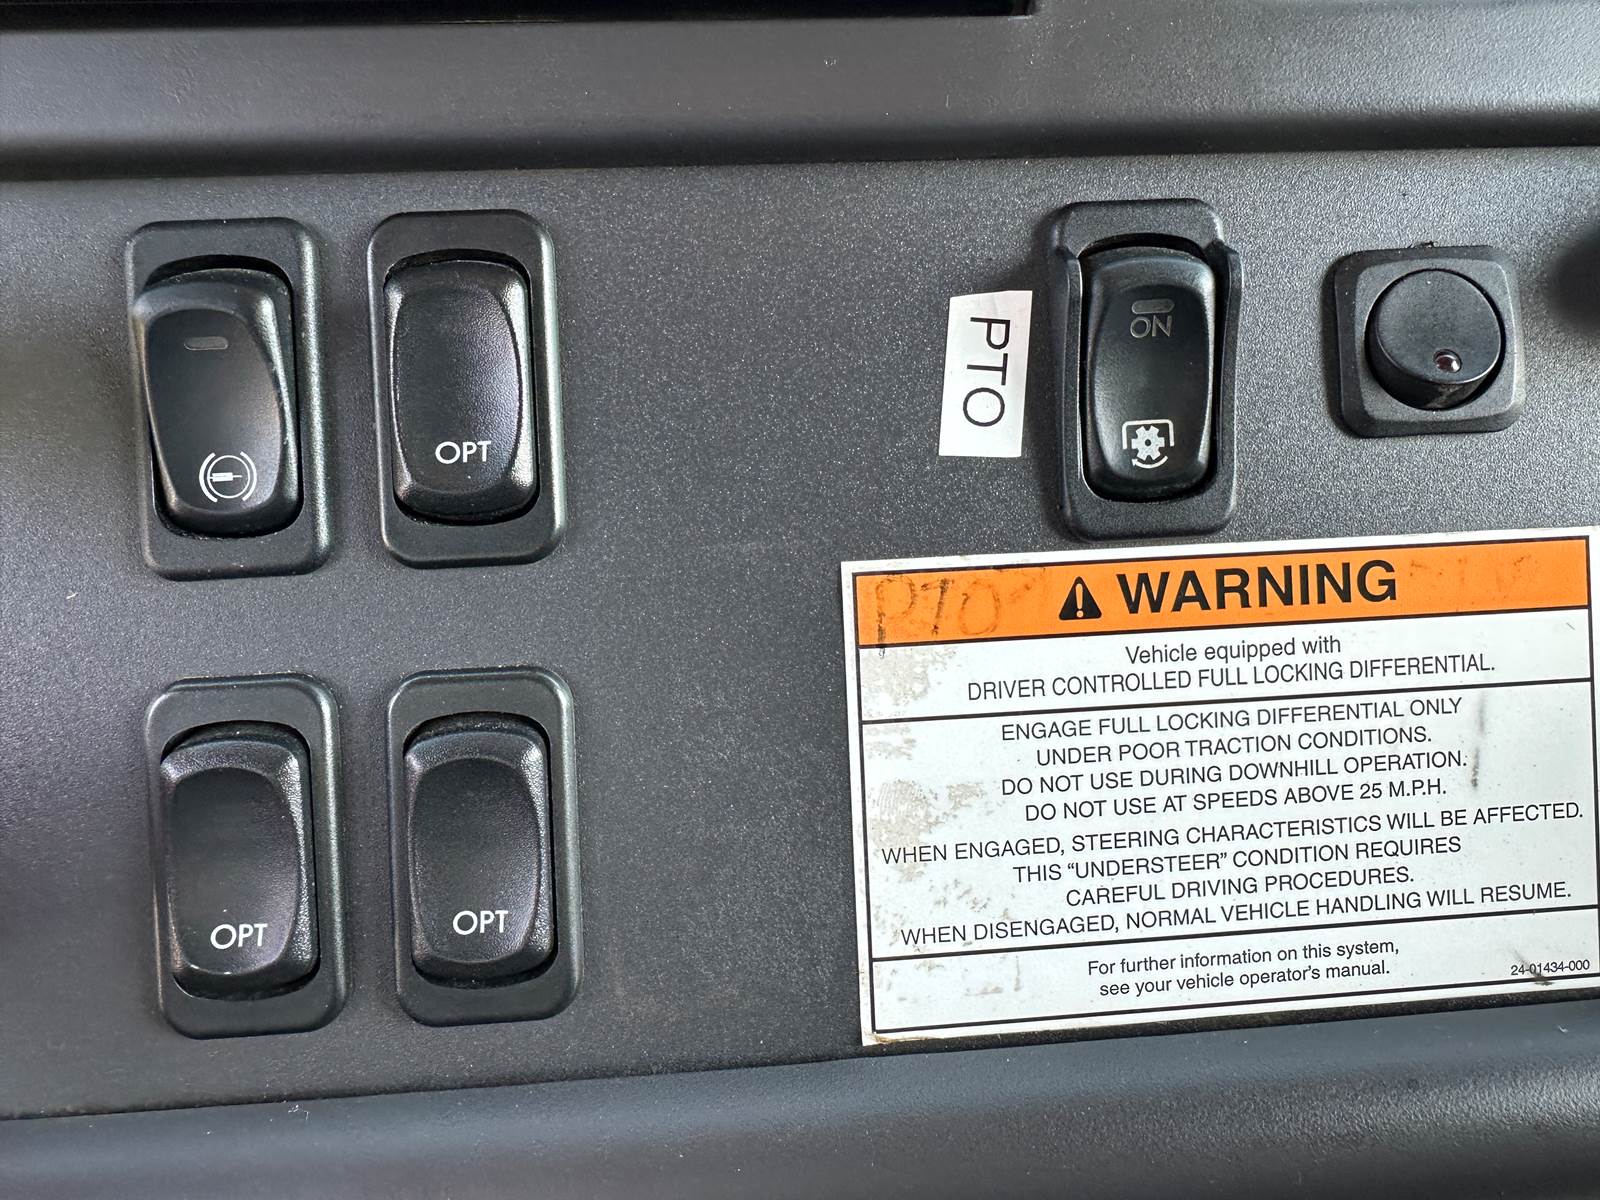 OPT
ON
PTO
OPT
OPT
PTO
WARNING
Vehicle equipped with
DRIVER CONTROLLED FULL LOCKING DIFFERENTIAL.
ENGAGE FULL LOCKING DIFFERENTIAL ONLY
UNDER POOR TRACTION CONDITIONS.
DO NOT USE DURING DOWNHILL OPERATION.
DO NOT USE AT SPEEDS ABOVE 25 M.P.H.
WHEN ENGAGED, STEERING CHARACTERISTICS WILL BE AFFECTED.
THIS “UNDERSTEER” CONDITION REQUIRES
CAREFUL DRIVING PROCEDURES.
WHEN DISENGAGED, NORMAL VEHICLE HANDLING WILL RESUME.
For further information on this system,
see your vehicle operator's manual.
24-01434-000